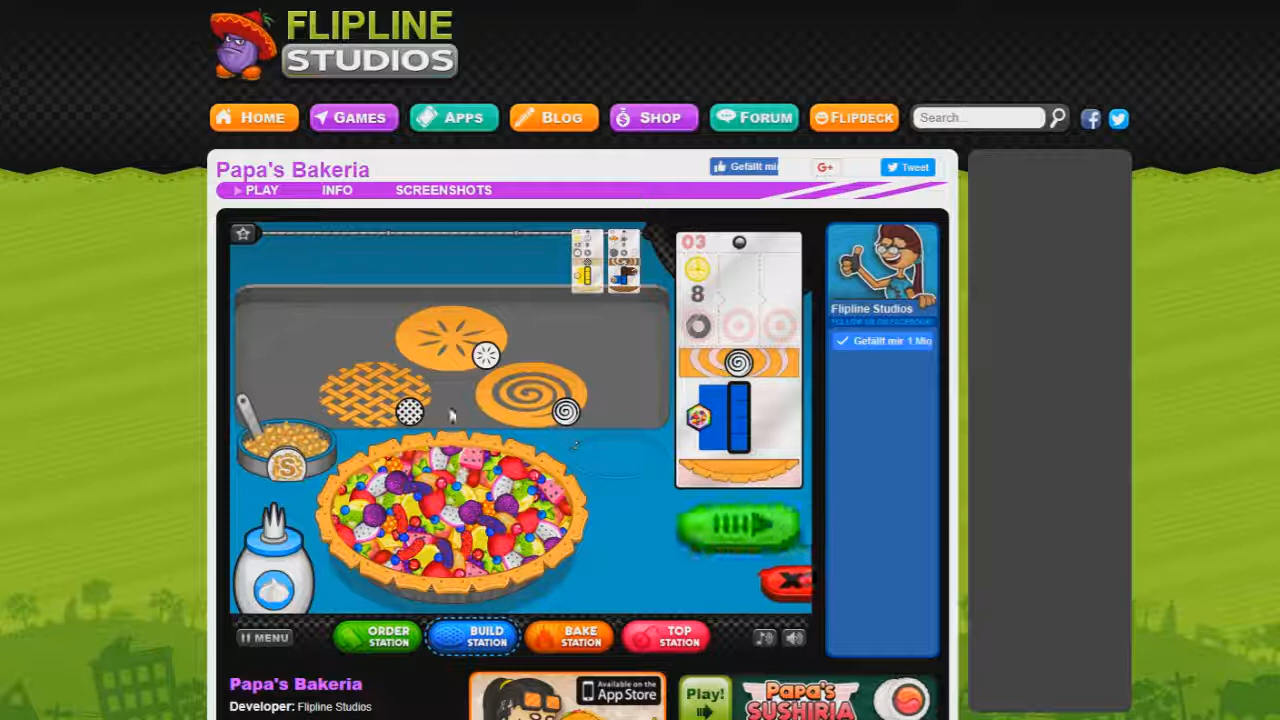 FLIPLINE
STUDIOS
HOME GAMES APPS BLOG SHOP FORUM FLIPDECK Search...
Papa's Bakeria
Gefällt mi G+ Tweet
PLAY INFO SCREENSHOTS
03
8
Flipline Studios
Gefällt mir 1 Mio
S
MENU
ORDER STATION
BUILD STATION
BAKE STATION
TOP STATION
Papa's Bakeria
Developer: Flipline Studios
Available on the
App Store
Play!
Papa's
SUSHIRIA